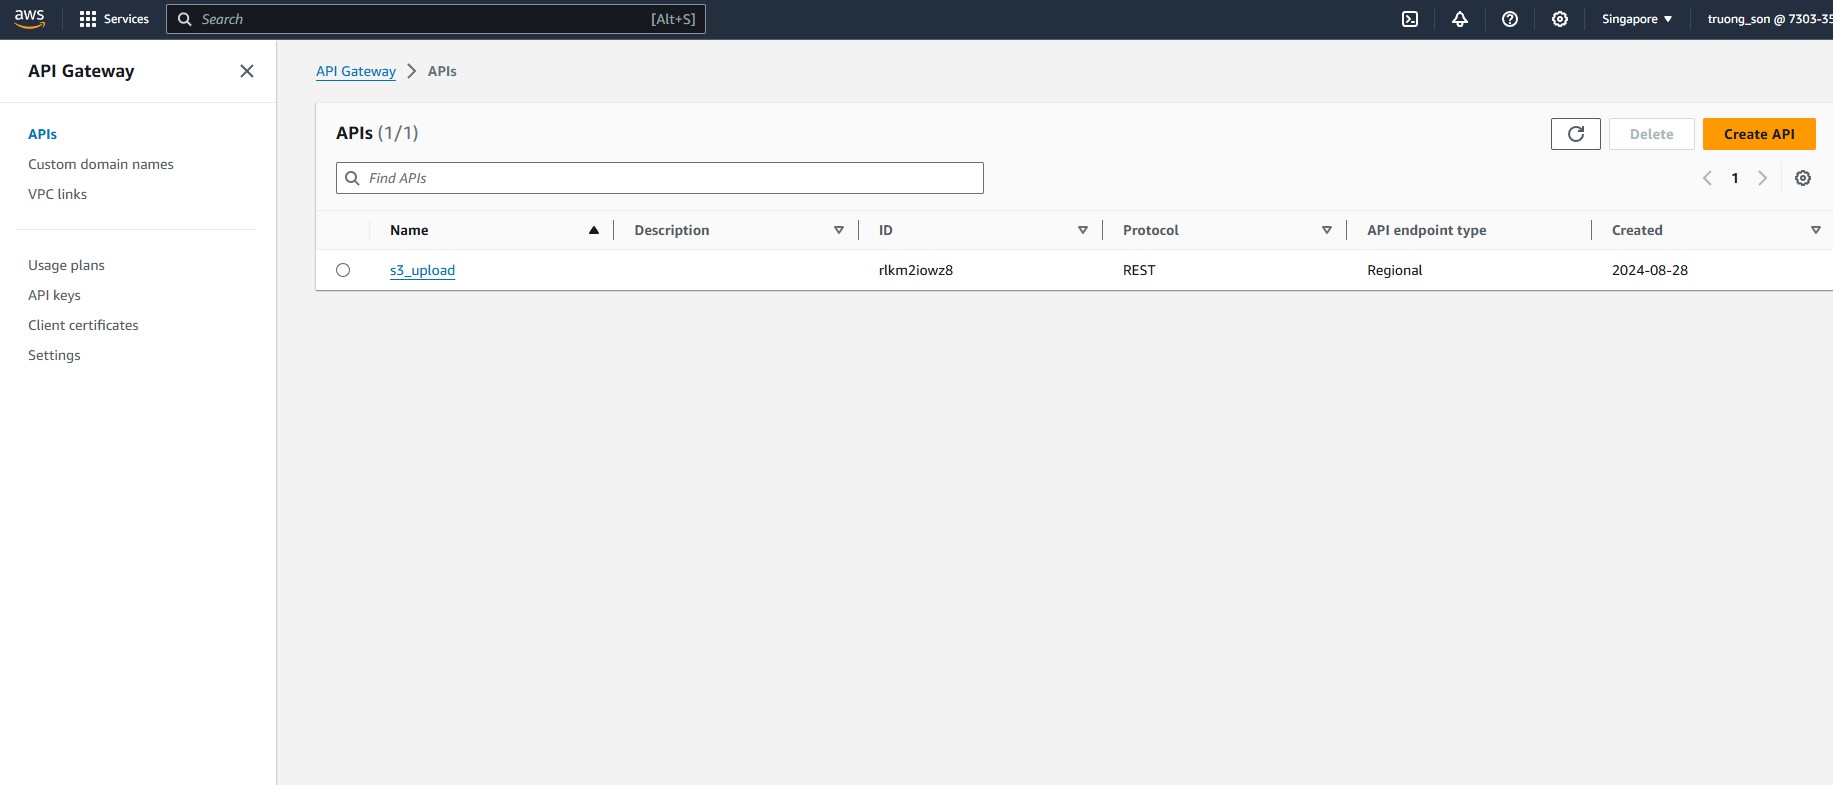 aws Services Search [Alt+S] Singapore truong_son @ 7303-35
API Gateway
API Gateway APIs
APIs
Custom domain names
VPC links
Usage plans
API keys
Client certificates
Settings
APIs (1/1) Delete Create API
Find APIs 1
Name Description ID Protocol API endpoint type Created
s3_upload rlkm2iowz8 REST Regional 2024-08-28